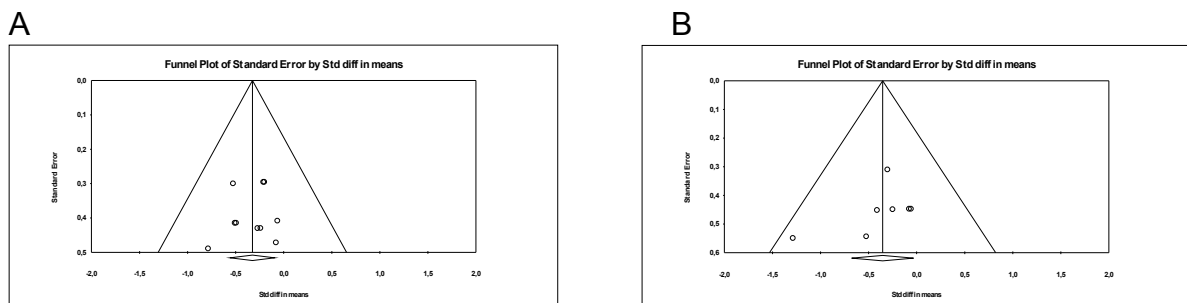 A
Funnel Plot of Standard Error by Std diff in means
0,0
0,1
0,2
0,3
0,4
0,5
Standard Error
-2,0 -1,5 -1,0 -0,5 0,0 0,5 1,0 1,5 2,0
Std diff in means
B
Funnel Plot of Standard Error by Std diff in means
0,0
0,1
0,2
0,3
0,4
0,5
0,6
Standard Error
-2,0 -1,5 -1,0 -0,5 0,0 0,5 1,0 1,5 2,0
Std diff in means